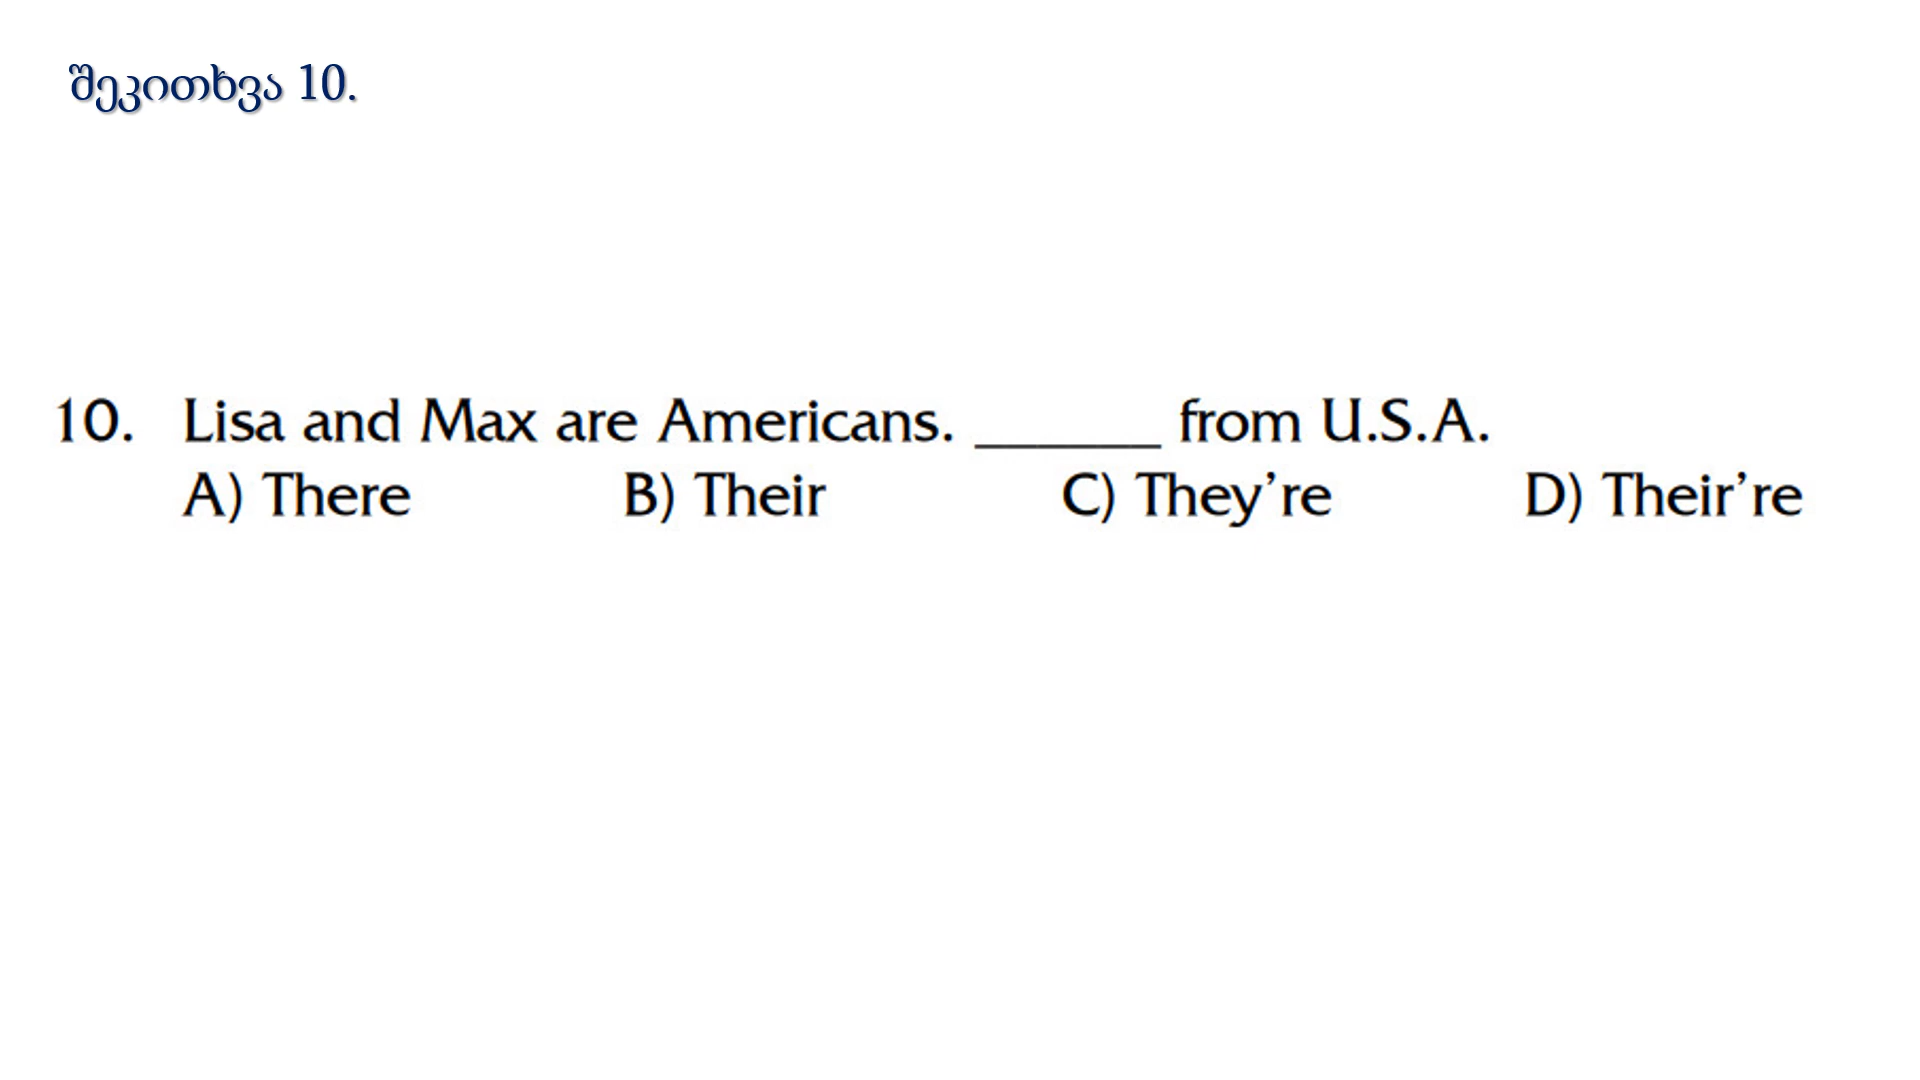 შეკითხვა 10.
10. Lisa and Max are Americans. ______ from U.S.A.
A) There B) Their C) They’re D) Their’re